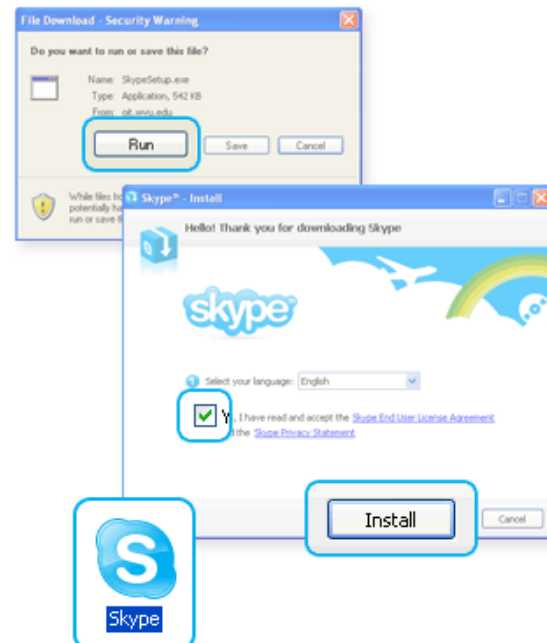 File Download - Security Warning
Do you want to run or save this file?
Name: SkypeSetup.exe
Type: Application, 542 KB
From: oit.wvu.edu
Run
Save
Cancel
While files
potentially ha
run or save
Skype™ - Install
Hello! Thank you for downloading Skype
skype
1 Select your language: English
Y , I have read and accept the Skype End User License Agreement
the Skype Privacy Statement
Install
Cancel
S
Skype